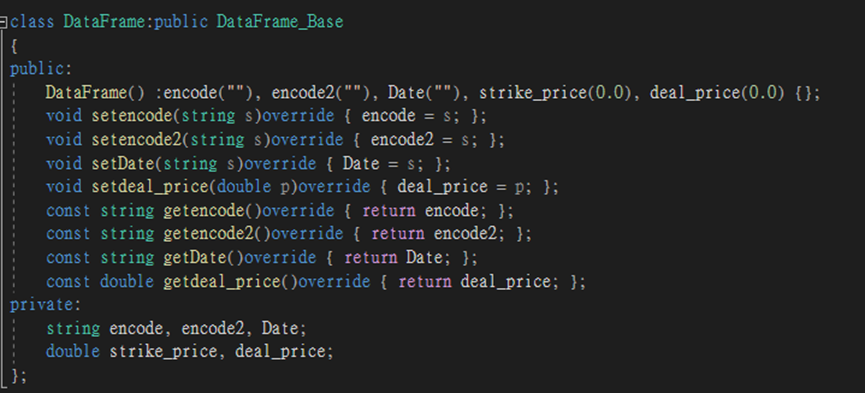 class DataFrame:public DataFrame_Base
{
public:
    DataFrame() :encode(""), encode2(""), Date(""), strike_price(0.0), deal_price(0.0) {};
    void setencode(string s)override { encode = s; };
    void setencode2(string s)override { encode2 = s; };
    void setDate(string s)override { Date = s; };
    void setdeal_price(double p)override { deal_price = p; };
    const string getencode()override { return encode; };
    const string getencode2()override { return encode2; };
    const string getDate()override { return Date; };
    const double getdeal_price()override { return deal_price; };
private:
    string encode, encode2, Date;
    double strike_price, deal_price;
};